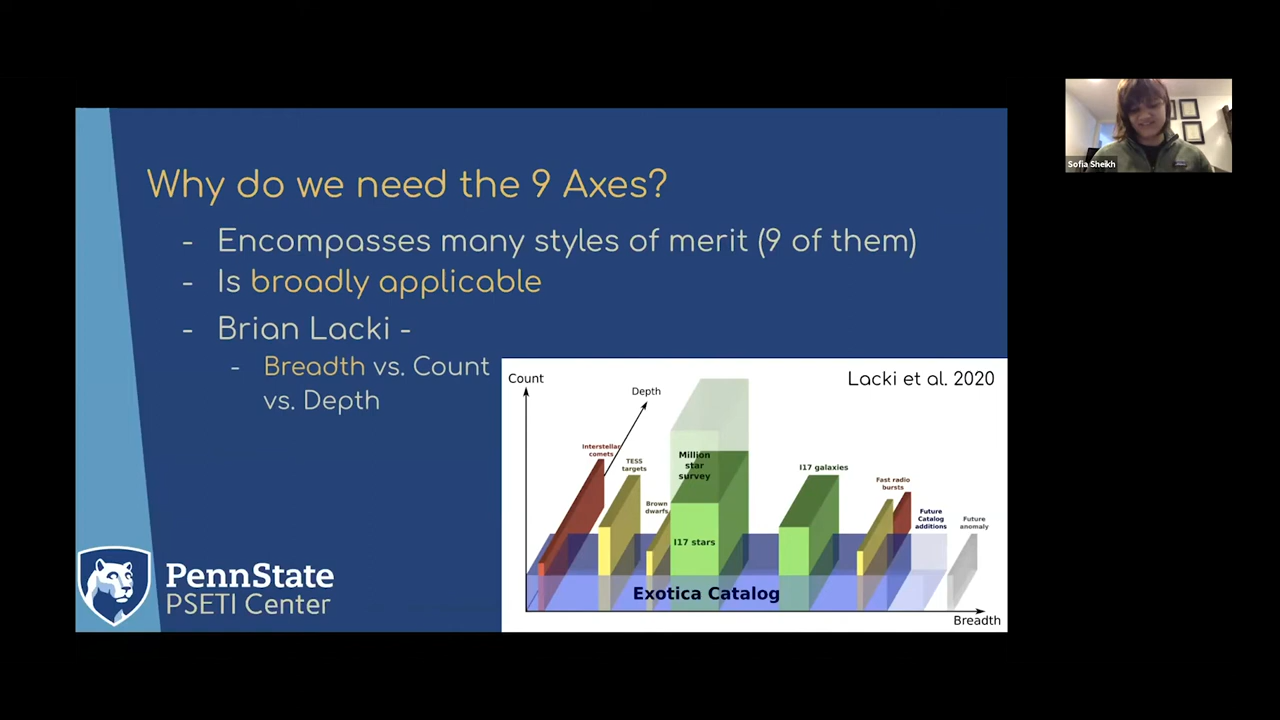 Why do we need the 9 Axes?
- Encompasses many styles of merit (9 of them)
- Is broadly applicable
- Brian Lacki -
- Breadth vs. Count
vs. Depth
Lacki et al. 2020
Count
Depth
Interstellar
comets
TESS
targets
Brown
dwarfs
Million
star
survey
I17 stars
I17 galaxies
Fast radio
bursts
Future
Catalog
additions
Future
anomaly
Exotica Catalog
Breadth
PennState
PSETI Center
Sofia Sheikh